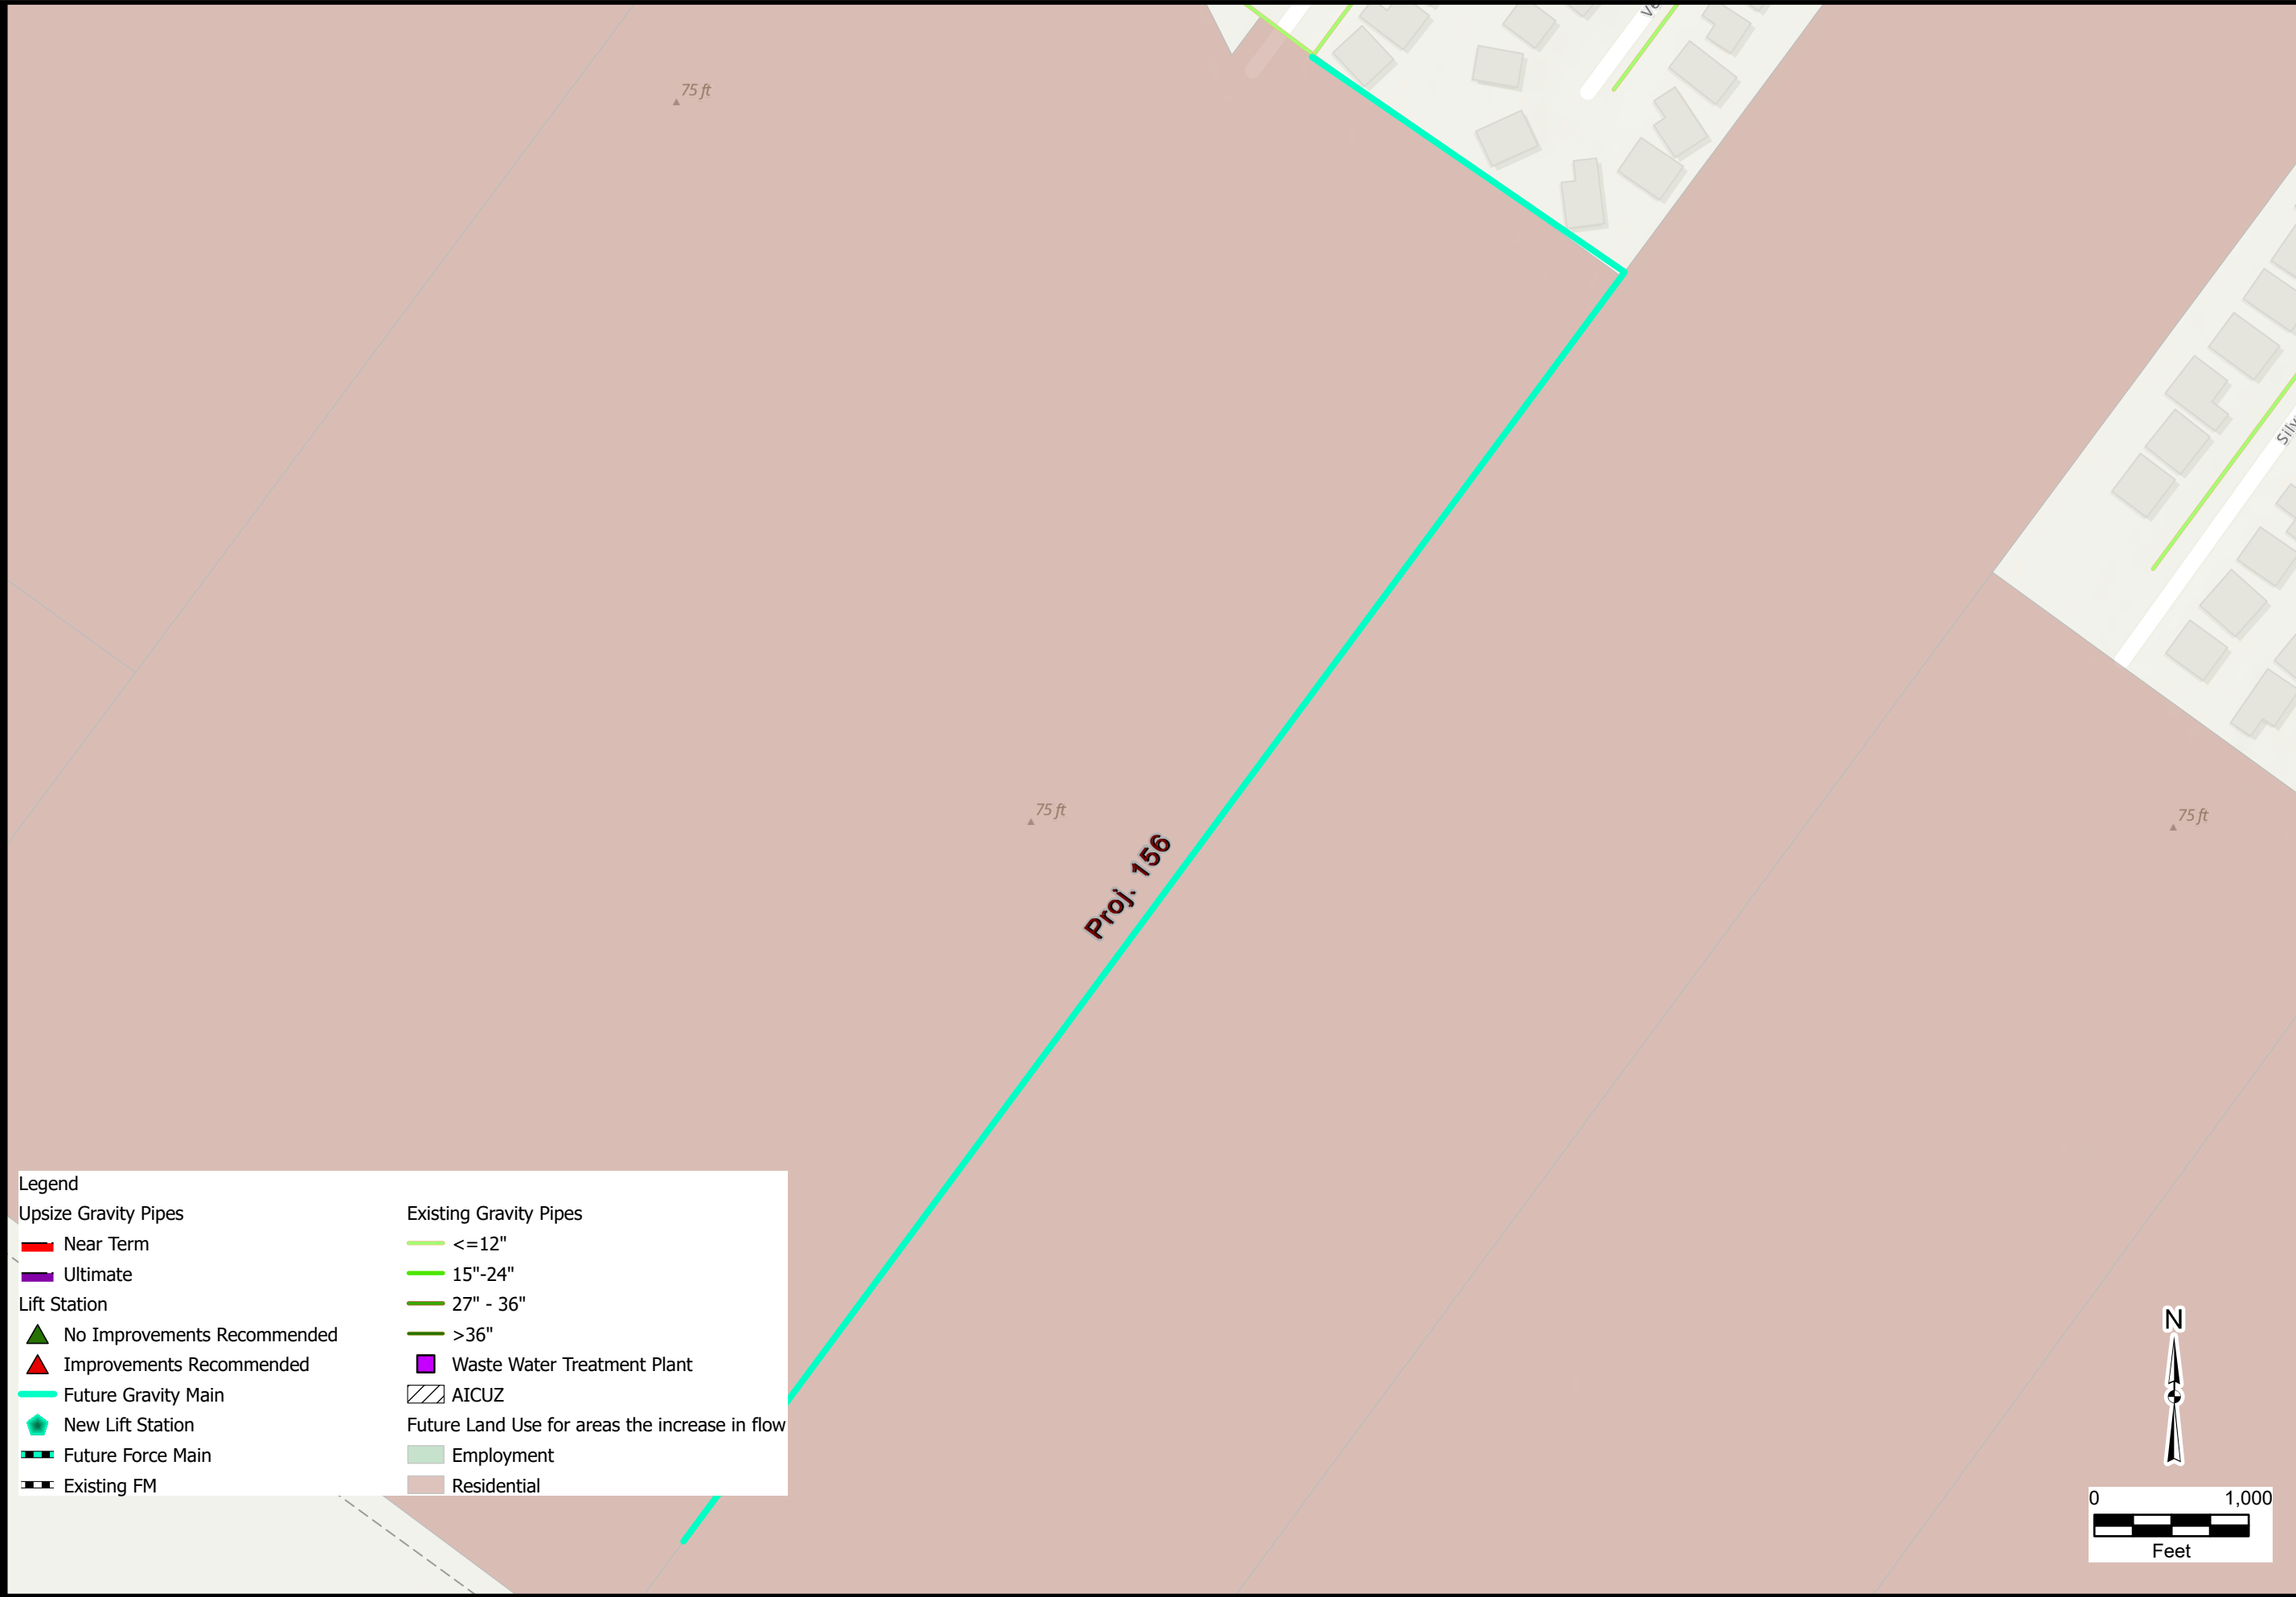 75 ft
75 ft
75 ft
Proj. 156
Legend
Upsize Gravity Pipes
Near Term
Ultimate
Lift Station
No Improvements Recommended
Improvements Recommended
Future Gravity Main
New Lift Station
Future Force Main
Existing FM
Existing Gravity Pipes
<=12"
15"-24"
27" - 36"
>36"
Waste Water Treatment Plant
AICUZ
Future Land Use for areas the increase in flow
Employment
Residential
N
0 1,000
Feet